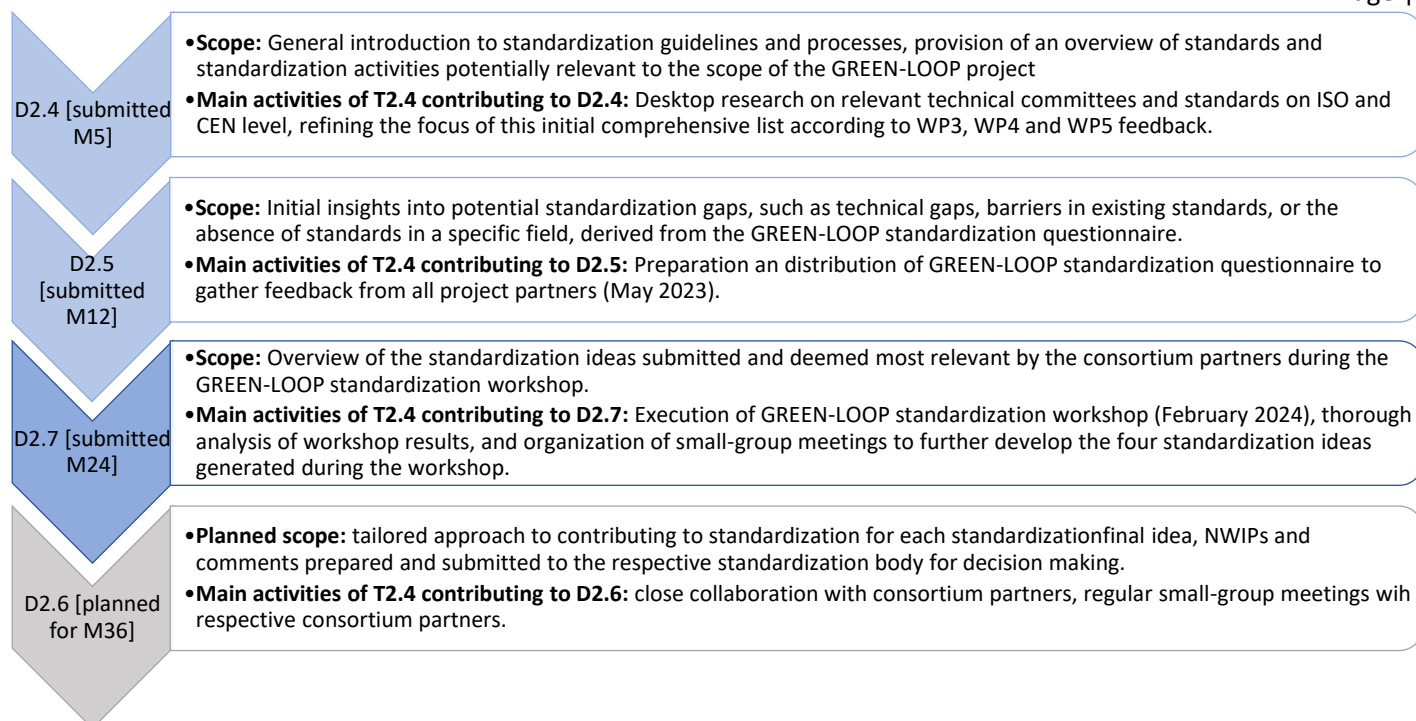 D2.4 [submitted
M5]
•Scope: General introduction to standardization guidelines and processes, provision of an overview of standards and
standardization activities potentially relevant to the scope of the GREEN-LOOP project
•Main activities of T2.4 contributing to D2.4: Desktop research on relevant technical committees and standards on ISO and
CEN level, refining the focus of this initial comprehensive list according to WP3, WP4 and WP5 feedback.
D2.5
[submitted
M12]
•Scope: Initial insights into potential standardization gaps, such as technical gaps, barriers in existing standards, or the
absence of standards in a specific field, derived from the GREEN-LOOP standardization questionnaire.
•Main activities of T2.4 contributing to D2.5: Preparation an distribution of GREEN-LOOP standardization questionnaire to
gather feedback from all project partners (May 2023).
D2.7 [submitted
M24]
•Scope: Overview of the standardization ideas submitted and deemed most relevant by the consortium partners during the
GREEN-LOOP standardization workshop.
•Main activities of T2.4 contributing to D2.7: Execution of GREEN-LOOP standardization workshop (February 2024), thorough
analysis of workshop results, and organization of small-group meetings to further develop the four standardization ideas
generated during the workshop.
D2.6 [planned
for M36]
•Planned scope: tailored approach to contributing to standardization for each standardizationfinal idea, NWIPs and
comments prepared and submitted to the respective standardization body for decision making.
•Main activities of T2.4 contributing to D2.6: close collaboration with consortium partners, regular small-group meetings wih
respective consortium partners.